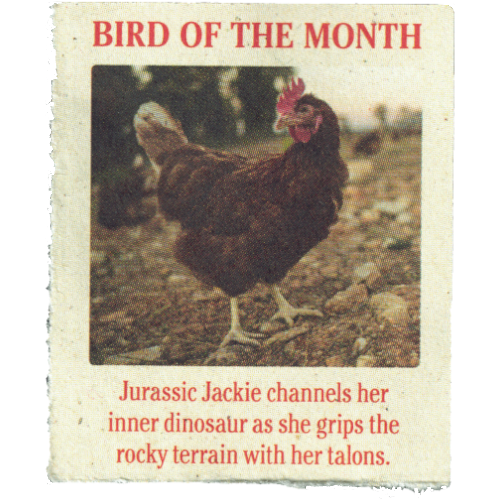 BIRD OF THE MONTH
Jurassic Jackie channels her
inner dinosaur as she grips the
rocky terrain with her talons.